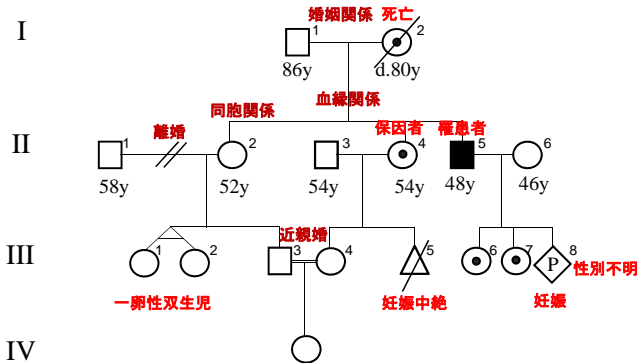 婚姻関係 死亡
I
1
2
86y
d.80y
同胞関係
血縁関係
離婚
保因者
罹患者
II
1
2
3
4
5
6
58y
52y
54y
54y
48y
46y
近親婚
III
1
2
3
4
5
6
7
8
P
性別不明
一卵性双生児
妊娠中絶
妊娠
IV